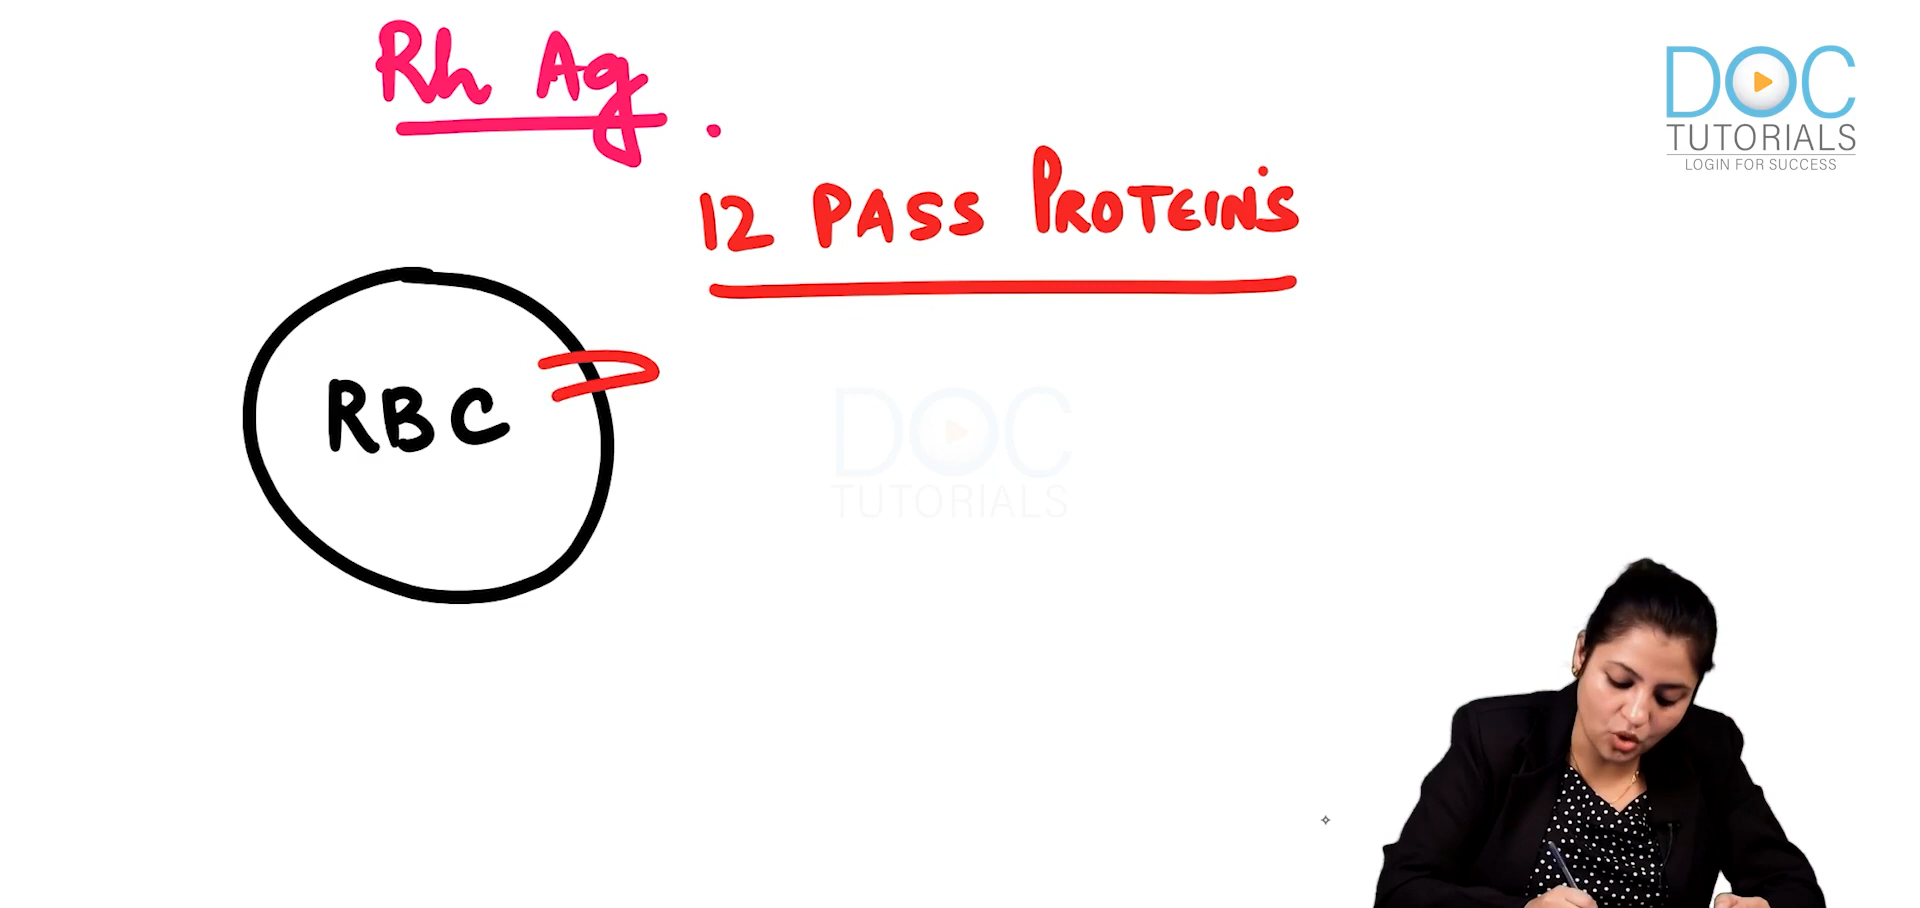 Rh Ag.
DOC
TUTORIALS
LOGIN FOR SUCCESS
12 PASS PROTEINS
RBC
DOC
TUTORIALS